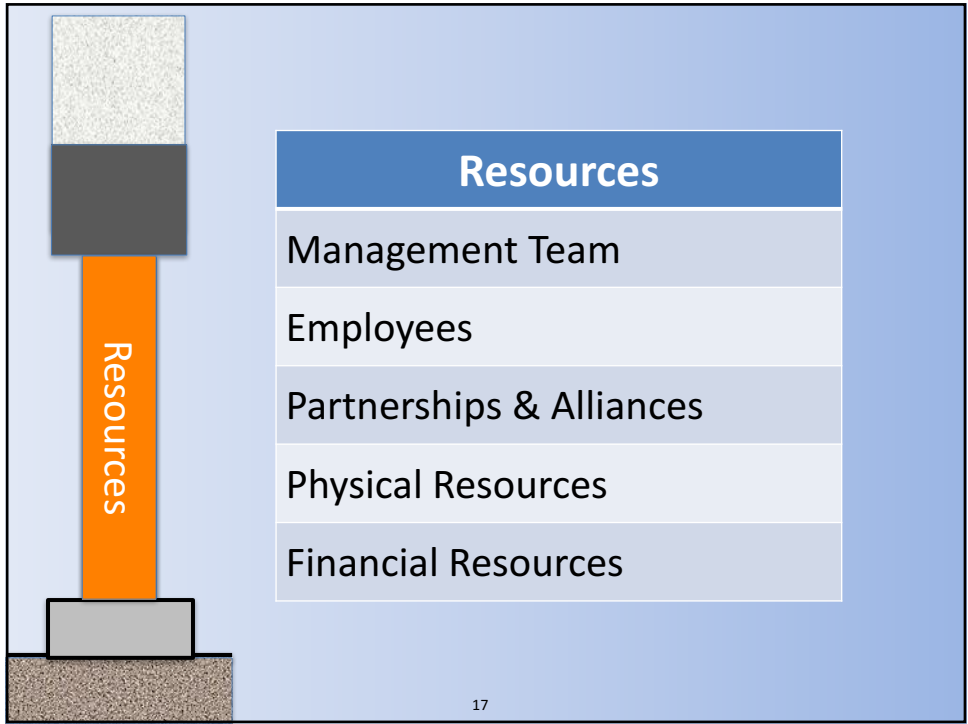 Resources
Resources
Management Team
Employees
Partnerships & Alliances
Physical Resources
Financial Resources
17